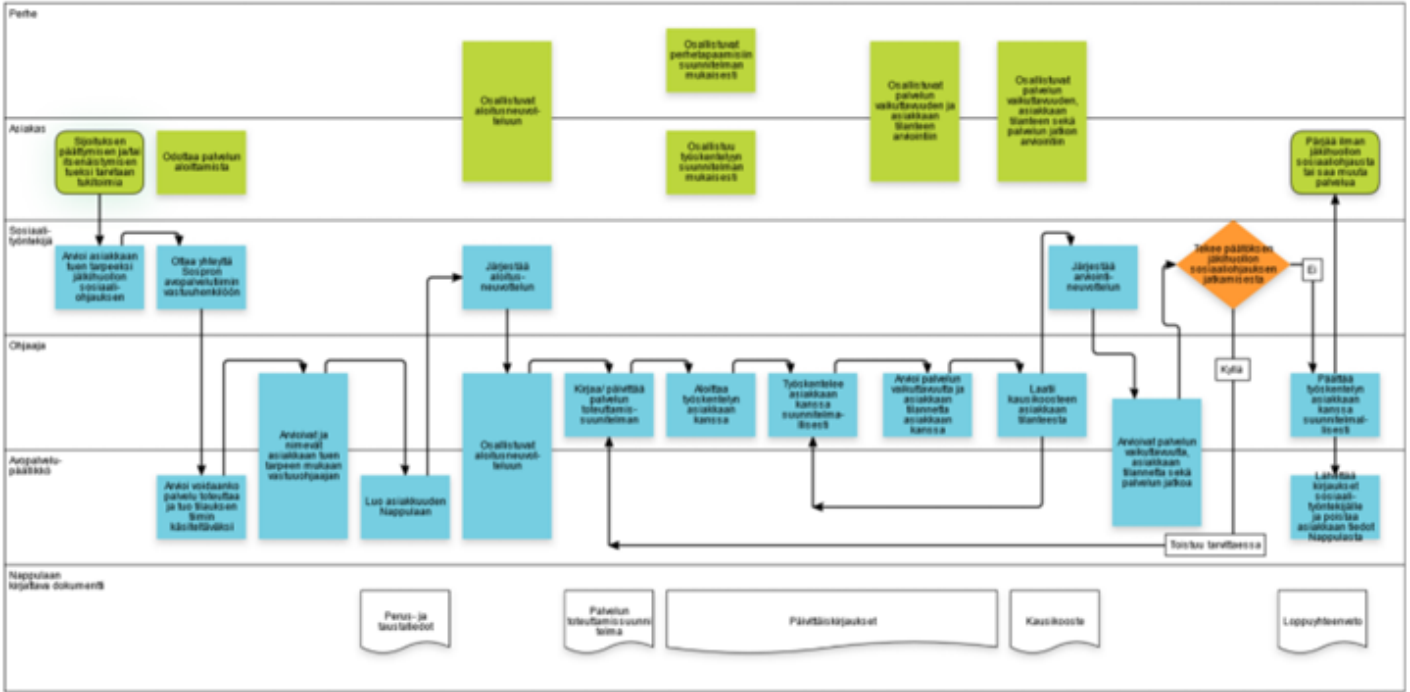 Perhe
Osallistuvat
aloitusneuvot-
teluun
Osallistuvat
perhetapaamisiin
suunnitelman
mukaisesti
Osallistuvat
palvelun
vaikuttavuuden ja
asiakkaan
tilanteen
arviointiin
Osallistuvat
palvelun
vaikuttavuuden,
asiakkaan
tilanteen sekä
palvelun jatkon
arviointiin
Asiakas
Sijoituksen
päättymisen ja/tai
itsenäistymisen
tueksi tarvitaan
tukitoimia
Odottaa palvelun
aloittamista
Osallistuu
työskentelyyn
suunnitelman
mukaisesti
Pärjää ilman
jälkihuollon
sosiaaliohjausta
tai saa muuta
palvelua
Sosiaali-
työntekijä
Arvioi asiakkaan
tuen tarpeeksi
jälkihuollon
sosiaali-
ohjauksen
Ottaa yhteyttä
Sospron
avopalvelutiimin
vastuuhenkilöön
Järjestää
aloitus-
neuvottelun
Järjestää
arviointi-
neuvottelun
Tekee päätöksen
jälkihuollon
sosiaaliohjauksen
jatkamisesta
Ei
Kyllä
Ohjaaja
Arvioivat ja
nimeävät
asiakkaan tuen
tarpeen mukaan
vastuuohjaajan
Osallistuvat
aloitusneuvot-
teluun
Kirjaa/ päivittää
palvelun
toteuttamis-
suunnitelman
Aloittaa
työskentelyn
asiakkaan
kanssa
Työskentelee
asiakkaan
kanssa
suunnitelma-
llisesti
Arvioi palvelun
vaikuttavuutta ja
asiakkaan
tilannetta
asiakkaan
kanssa
Laatii
kausikoosteen
asiakkaan
tilanteesta
Arvioivat palvelun
vaikuttavuutta,
asiakkaan
tilannetta sekä
palvelun jatkoa
Päättää
työskentelyn
asiakkaan
kanssa
suunnitelmal-
lisesti
Avopalvelu-
päällikkö
Arvioi voidaanko
palvelu toteuttaa
ja tuo tilauksen
tiimin
käsiteltäväksi
Luo asiakkuuden
Nappulaan
Toistuu tarvittaessa
Lähettää
kirjaukset
sosiaali-
työntekijälle
ja poistaa
asiakkaan tiedot
Nappulasta
Nappulaan
kirjattava dokumentti
Perus- ja
taustatiedot
Palvelun
toteuttamissuunni
telma
Päivittäiskirjaukset
Kausikooste
Loppuyhteenveto